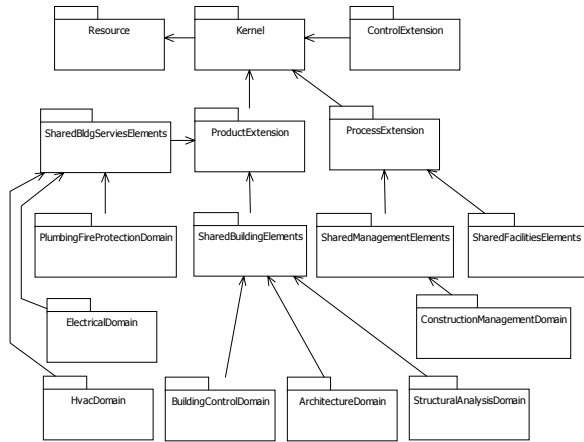 Resource
Kernel
ControlExtension
SharedBldgServiesElements
ProductExtension
ProcessExtension
PlumbingFireProtectionDomain
SharedBuildingElements
SharedManagementElements
SharedFacilitiesElements
ElectricalDomain
ConstructionManagementDomain
HvacDomain
BuildingControlDomain
ArchitectureDomain
StructuralAnalysisDomain